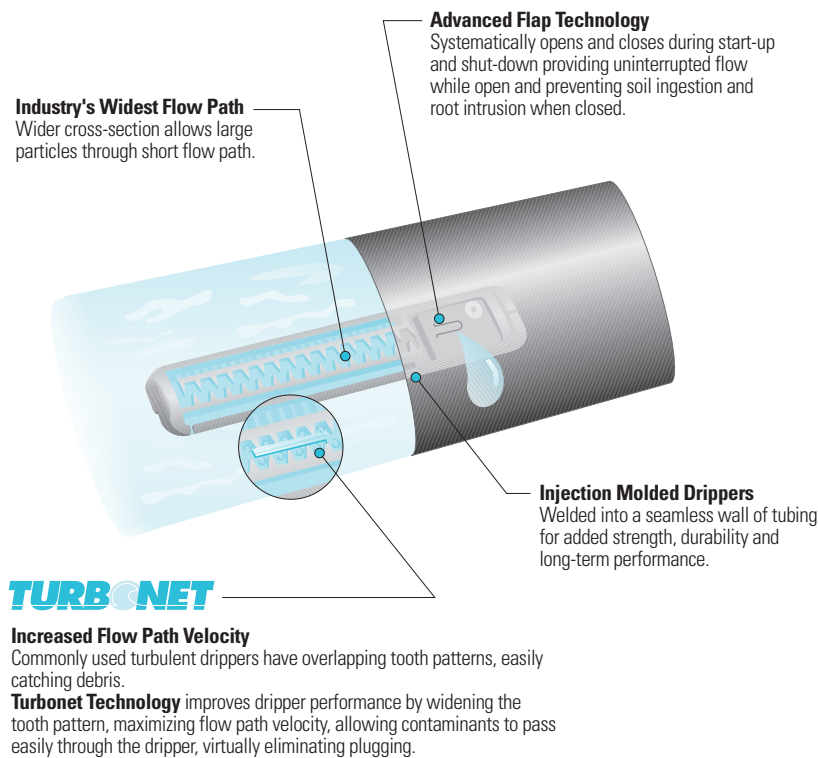 Advanced Flap Technology
Systematically opens and closes during start-up
and shut-down providing uninterrupted flow
while open and preventing soil ingestion and
root intrusion when closed.
Industry's Widest Flow Path
Wider cross-section allows large
particles through short flow path.
Injection Molded Drippers
Welded into a seamless wall of tubing
for added strength, durability and
long-term performance.
TURBONET
Increased Flow Path Velocity
Commonly used turbulent drippers have overlapping tooth patterns, easily
catching debris.
Turbonet Technology improves dripper performance by widening the
tooth pattern, maximizing flow path velocity, allowing contaminants to pass
easily through the dripper, virtually eliminating plugging.